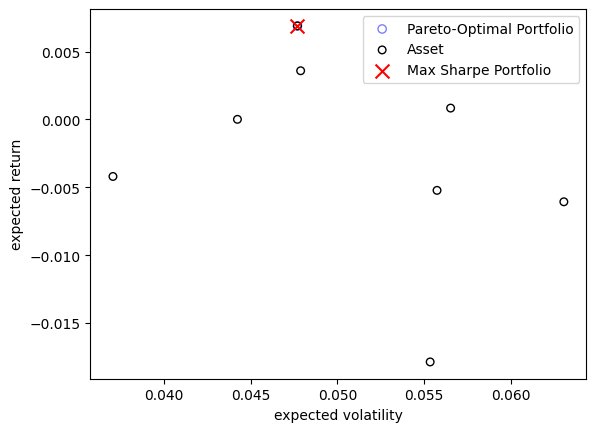 Pareto-Optimal Portfolio
Asset
Max Sharpe Portfolio
expected return
0.005
0.000
−0.005
−0.010
−0.015
0.040 0.045 0.050 0.055 0.060
expected volatility